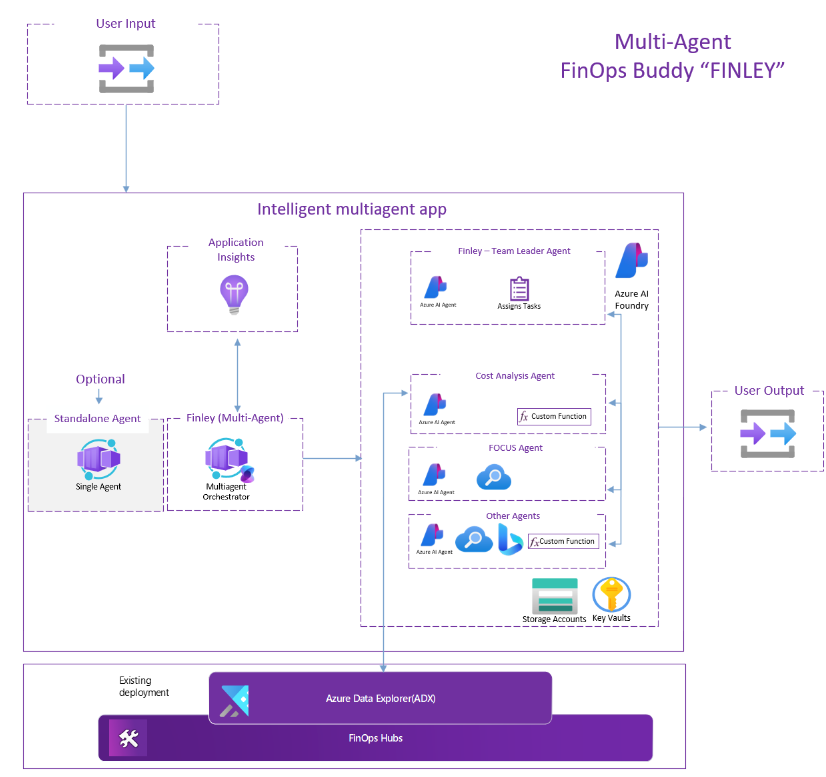 User Input
Multi-Agent
FinOps Buddy “FINLEY”
Intelligent multiagent app
Application
Insights
Finley – Team Leader Agent
Azure AI Agent
Assigns Tasks
Azure AI
Foundry
Optional
Standalone Agent
Single Agent
Finley (Multi-Agent)
Multiagent
Orchestrator
Cost Analysis Agent
Azure AI Agent
fx Custom Function
FOCUS Agent
Azure AI Agent
Other Agents
Azure AI Agent
fx Custom Function
User Output
Storage Accounts
Key Vaults
Existing
deployment
Azure Data Explorer(ADX)
FinOps Hubs